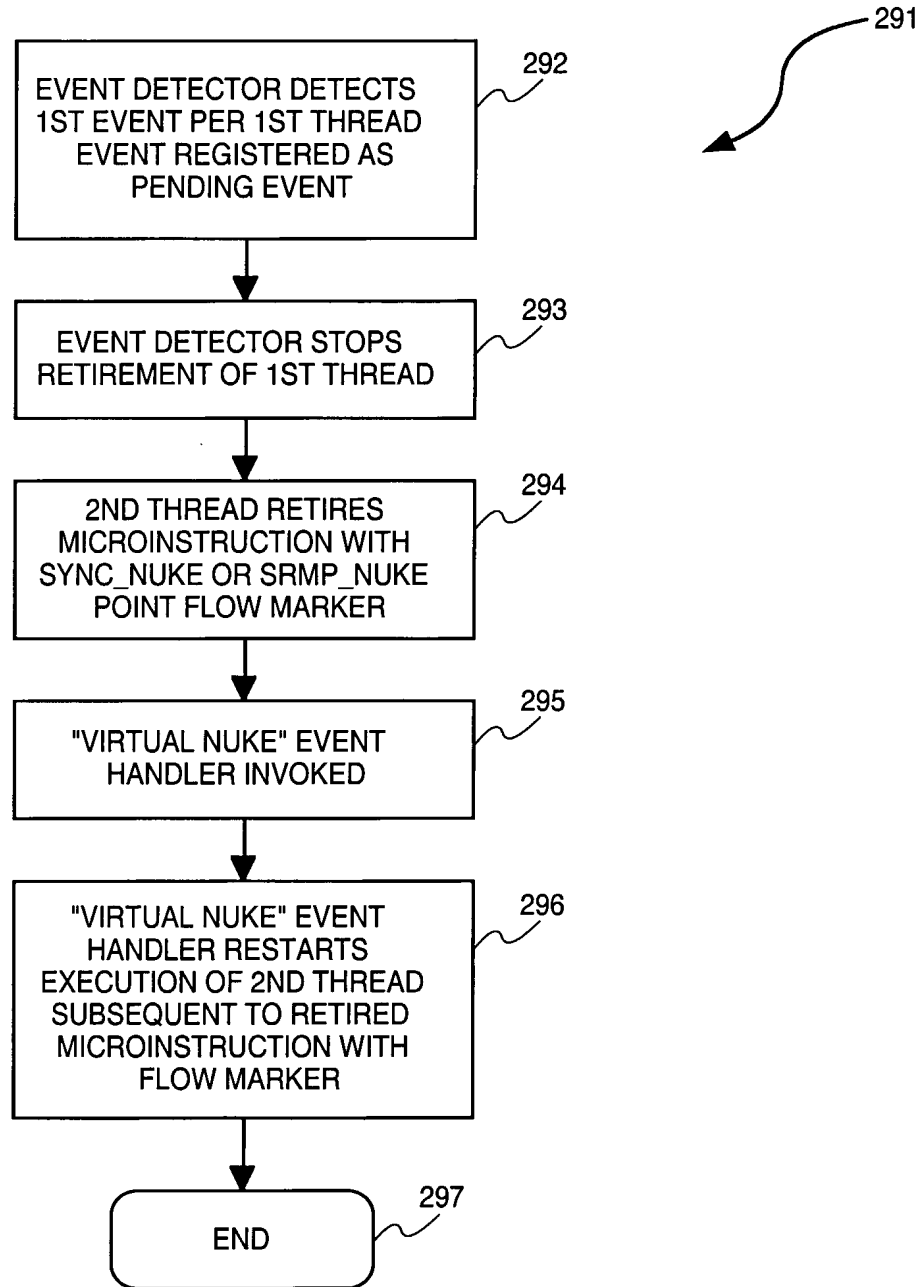 291
292
EVENT DETECTOR DETECTS
1ST EVENT PER 1ST THREAD
EVENT REGISTERED AS
PENDING EVENT
293
EVENT DETECTOR STOPS
RETIREMENT OF 1ST THREAD
294
2ND THREAD RETIRES
MICROINSTRUCTION WITH
SYNC_NUKE OR SRMP_NUKE
POINT FLOW MARKER
295
"VIRTUAL NUKE" EVENT
HANDLER INVOKED
296
"VIRTUAL NUKE" EVENT
HANDLER RESTARTS
EXECUTION OF 2ND THREAD
SUBSEQUENT TO RETIRED
MICROINSTRUCTION WITH
FLOW MARKER
297
END